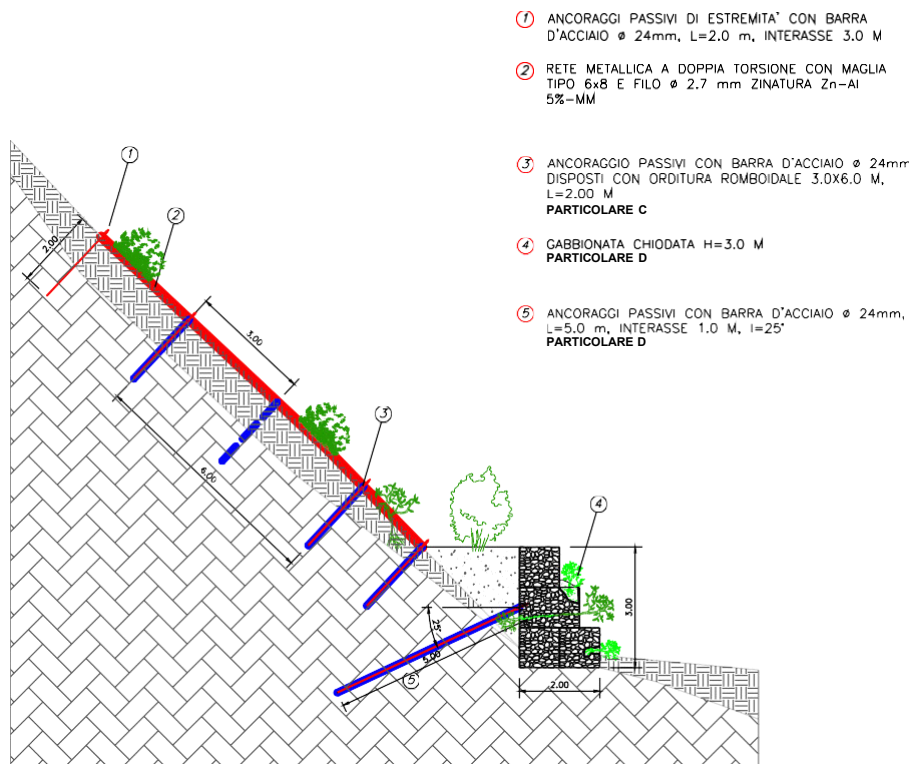 1 ANCORAGGI PASSIVI DI ESTREMITA' CON BARRA
D'ACCIAIO ø 24mm, L=2.0 m, INTERASSE 3.0 M
2 RETE METALLICA A DOPPIA TORSIONE CON MAGLIA
TIPO 6x8 E FILO ø 2.7 mm ZINATURA Zn-Al
5%-MM
3 ANCORAGGIO PASSIVI CON BARRA D'ACCIAIO ø 24mm
DISPOSTI CON ORDITURA ROMBOIDALE 3.0X6.0 M,
L=2.00 M
PARTICOLARE C
4 GABBIONATA CHIODATA H=3.0 M
PARTICOLARE D
5 ANCORAGGI PASSIVI CON BARRA D'ACCIAIO ø 24mm,
L=5.0 m, INTERASSE 1.0 M, I=25°
PARTICOLARE D
1
2
2.00
3.00
3
6.00
4
3.00
25°
5.00
5
2.00